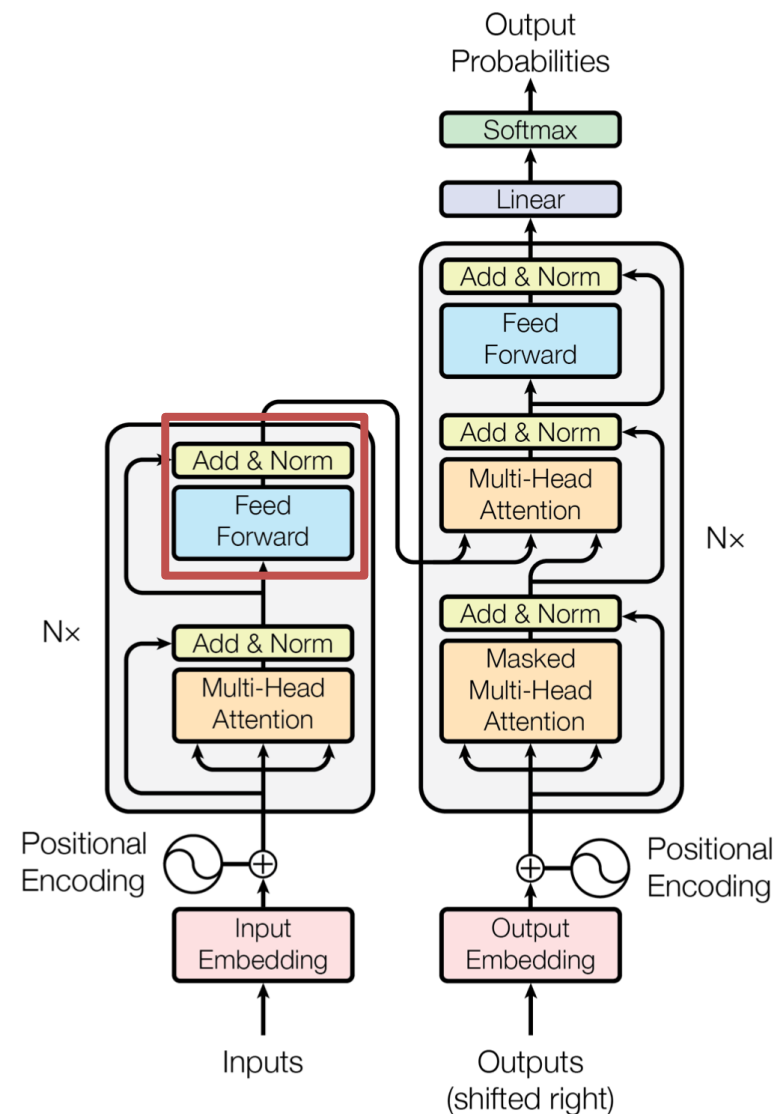 Output
Probabilities
Softmax
Linear
Add & Norm
Feed
Forward
Add & Norm
Multi-Head
Attention
Add & Norm
Feed
Forward
Nx
Add & Norm
Masked
Multi-Head
Attention
Nx
Add & Norm
Multi-Head
Attention
Positional
Encoding
Positional
Encoding
Input
Embedding
Output
Embedding
Inputs
Outputs
(shifted right)